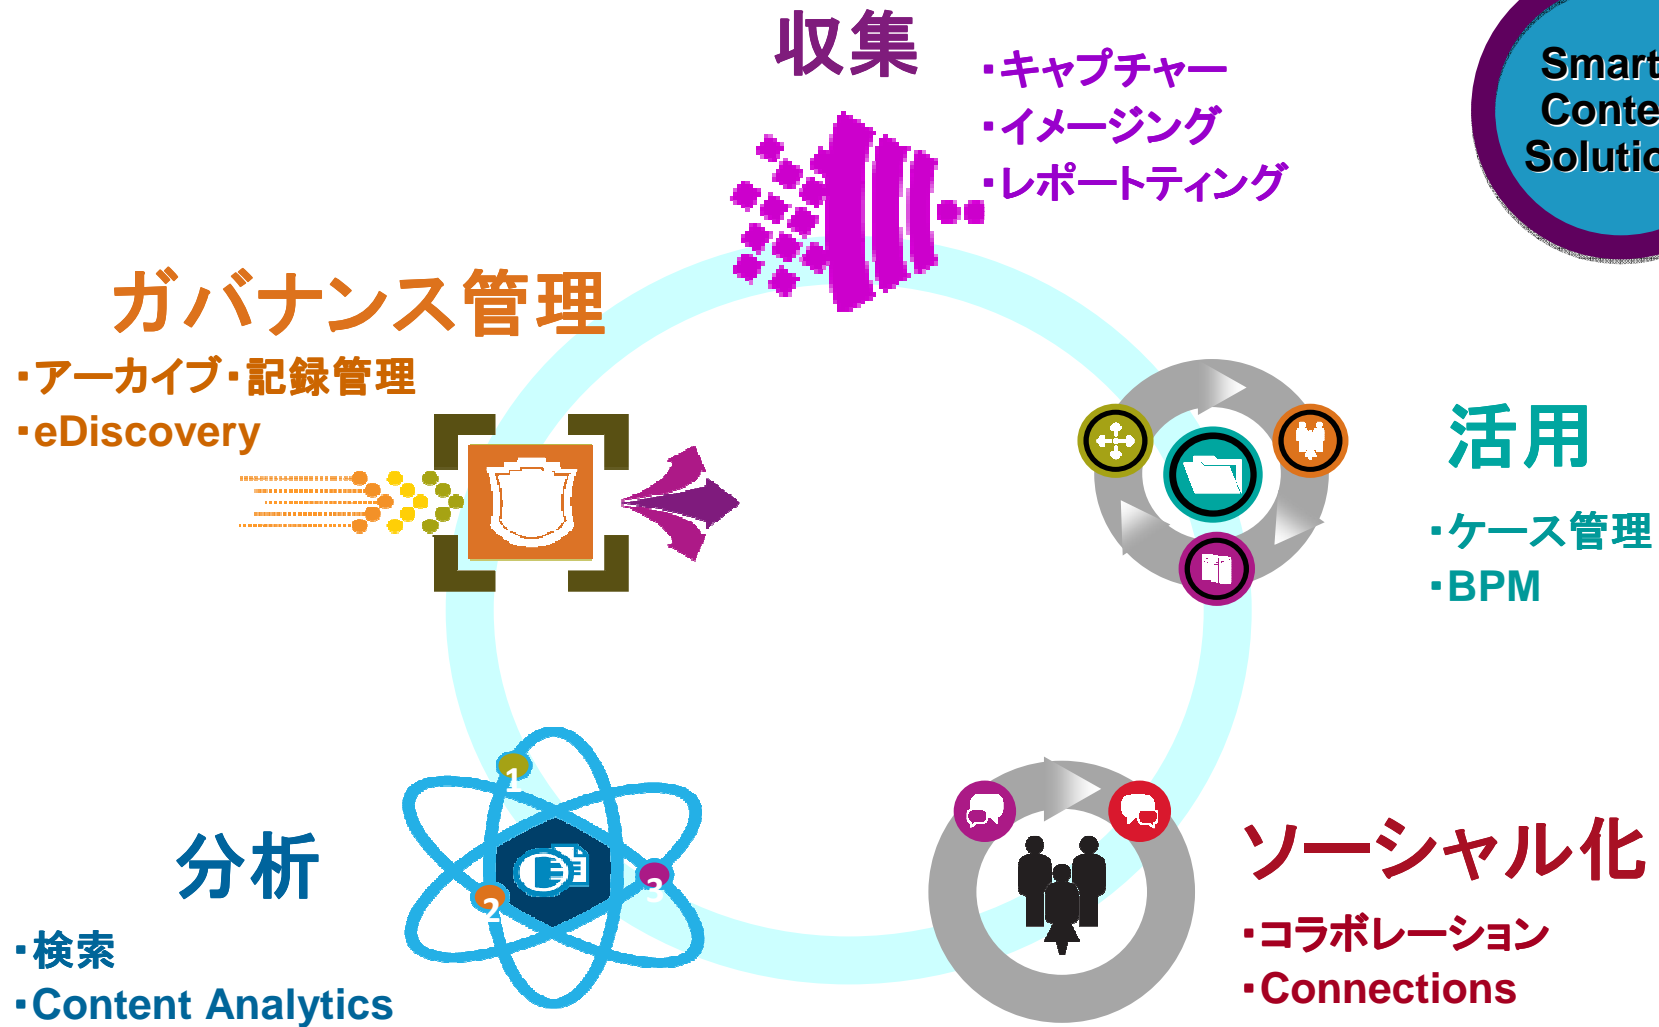 収集
・キャプチャー
・イメージング
・レポートティング
Smart
Conte
Solutio
ガバナンス管理
・アーカイブ・記録管理
・eDiscovery
活用
・ケース管理
・BPM
分析
・検索
・Content Analytics
1
2
3
ソーシャル化
・コラボレーション
・Connections